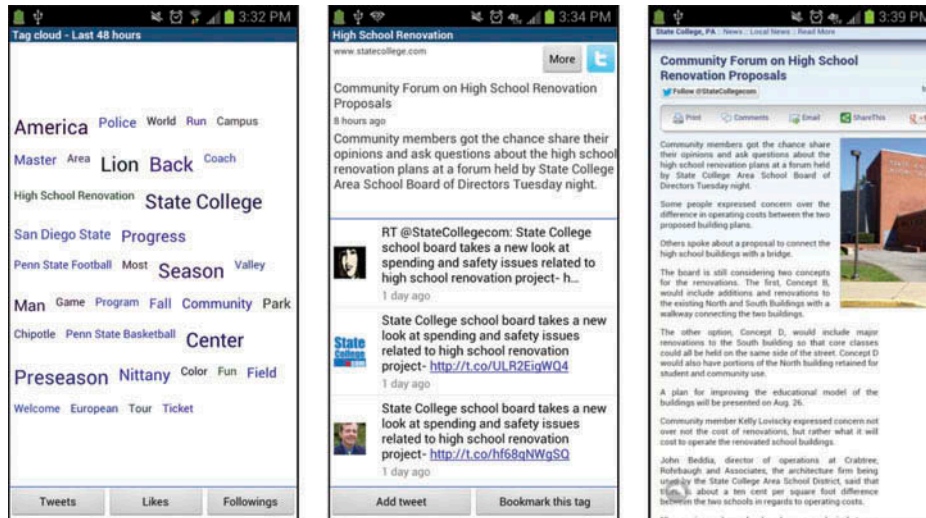 3:32 PM
Tag cloud - Last 48 hours
America Police World Run Campus
Master Area Lion Back Coach
High School Renovation State College
San Diego State Progress
Penn State Football Most Season Valley
Man Game Program Fall Community Park
Chipotle Penn State Basketball Center
Preseason Nittany Color Fun Field
Welcome European Tour Ticket
Tweets Likes Followings
3:34 PM
High School Renovation
www.statecollege.com
More
Community Forum on High School Renovation
Proposals
8 hours ago
Community members got the chance share their
opinions and ask questions about the high school
renovation plans at a forum held by State College
Area School Board of Directors Tuesday night.
RT @StateCollegecom: State College
school board takes a new look at
spending and safety issues related to
high school renovation project- h...
1 day ago
State College school board takes a new
look at spending and safety issues
related to high school renovation
project- http://t.co/ULR2EigWQ4
1 day ago
State College school board takes a new
look at spending and safety issues
related to high school renovation
project- http://t.co/hf68qNWgSQ
1 day ago
State
College
Add tweet Bookmark this tag
3:39 PM
State College, PA : News : Local News : Read More
Community Forum on High School
Renovation Proposals
Follow @StateCollegecom
Print Comments Email ShareThis
Community members got the chance share
their opinions and ask questions about the
high school renovation plans at a forum held
by State College Area School Board of
Directors Tuesday night.
Some people expressed concern over the
difference in operating costs between the two
proposed building plans.
Others spoke about a proposal to connect the
high school buildings with a bridge.
The board is still considering two concepts
for the renovations. The first, Concept B,
would include additions and renovations to
the existing North and South Buildings with a
walkway connecting the two buildings.
The other option, Concept D, would include major
renovations to the South building so that core classes
could all be held on the same side of the street. Concept D
would also have portions of the North building retained for
student and community use.
A plan for improving the educational model of the
buildings will be presented on Aug. 26.
Community member Kelly Loviscky expressed concern not
over not the cost of renovations, but rather what it will
cost to operate the renovated school buildings.
John Beddia, director of operations at Crabtree,
Rohrbaugh and Associates, the architecture firm being
used by the State College Area School District, said that
about a ten cent per square foot difference
between the two schools in regards to operating costs.